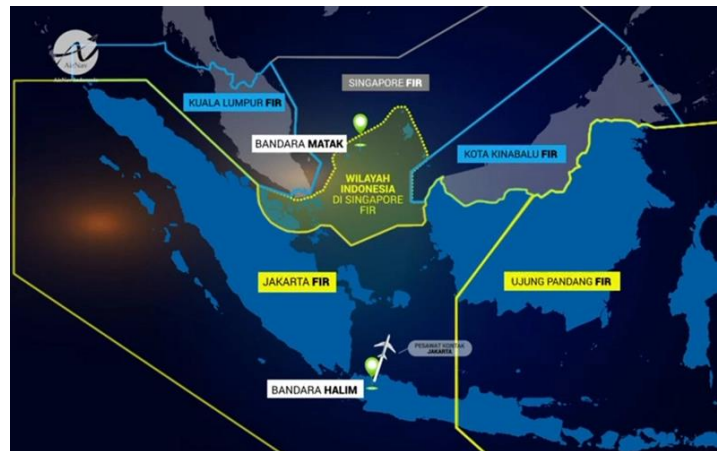 AirNav
SINGAPORE FIR
KUALA LUMPUR FIR
BANDARA MATAK
KOTA KINABALU FIR
WILAYAH
INDONESIA
DI SINGAPORE
FIR
JAKARTA FIR
UJUNG PANDANG FIR
PESAWAT KONTAK
JAKARTA
BANDARA HALIM